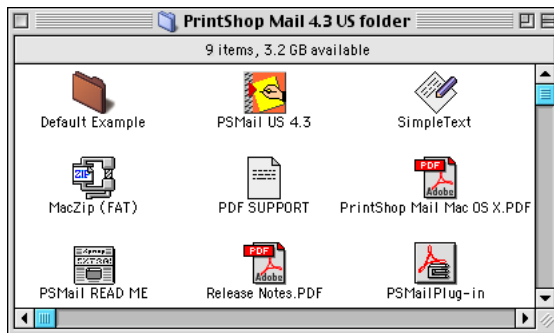 PrintShop Mail 4.3 US folder
9 items, 3.2 GB available
Default Example
PSMail US 4.3
SimpleText
ZIP
PDF
Adobe
MacZip (FAT)
PDF SUPPORT
PrintShop Mail Mac OS X.PDF
EXTRA!
PDF
Adobe
PSMail READ ME
Release Notes.PDF
PSMailPlug-in